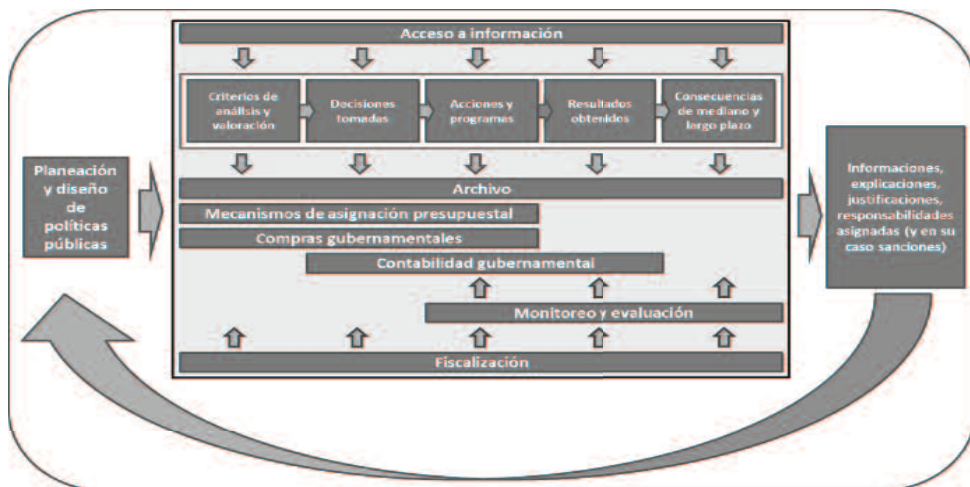 Acceso a información
Criterios de
análisis y
valoración
Decisiones
tomadas
Acciones y
programas
Resultados
obtenidos
Consecuencias
de mediano y
largo plazo
Planeación
y diseño
de
políticas
públicas
Archivo
Mecanismos de asignación presupuestal
Compras gubernamentales
Contabilidad gubernamental
Monitoreo y evaluación
Fiscalización
Informaciones,
explicaciones,
justificaciones,
responsabilidades
asignadas (y en su
caso sanciones)